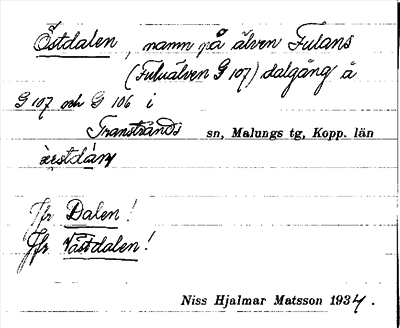 Östdalen, namn på älven Fulans
(Fuluälven G 107) dalgång å
G 107 och G 106 i
Transtrands sn, Malungs tg, Kopp. län
Jfr Dalen!
Jfr Västdalen!
Niss Hjalmar Matsson 1934.